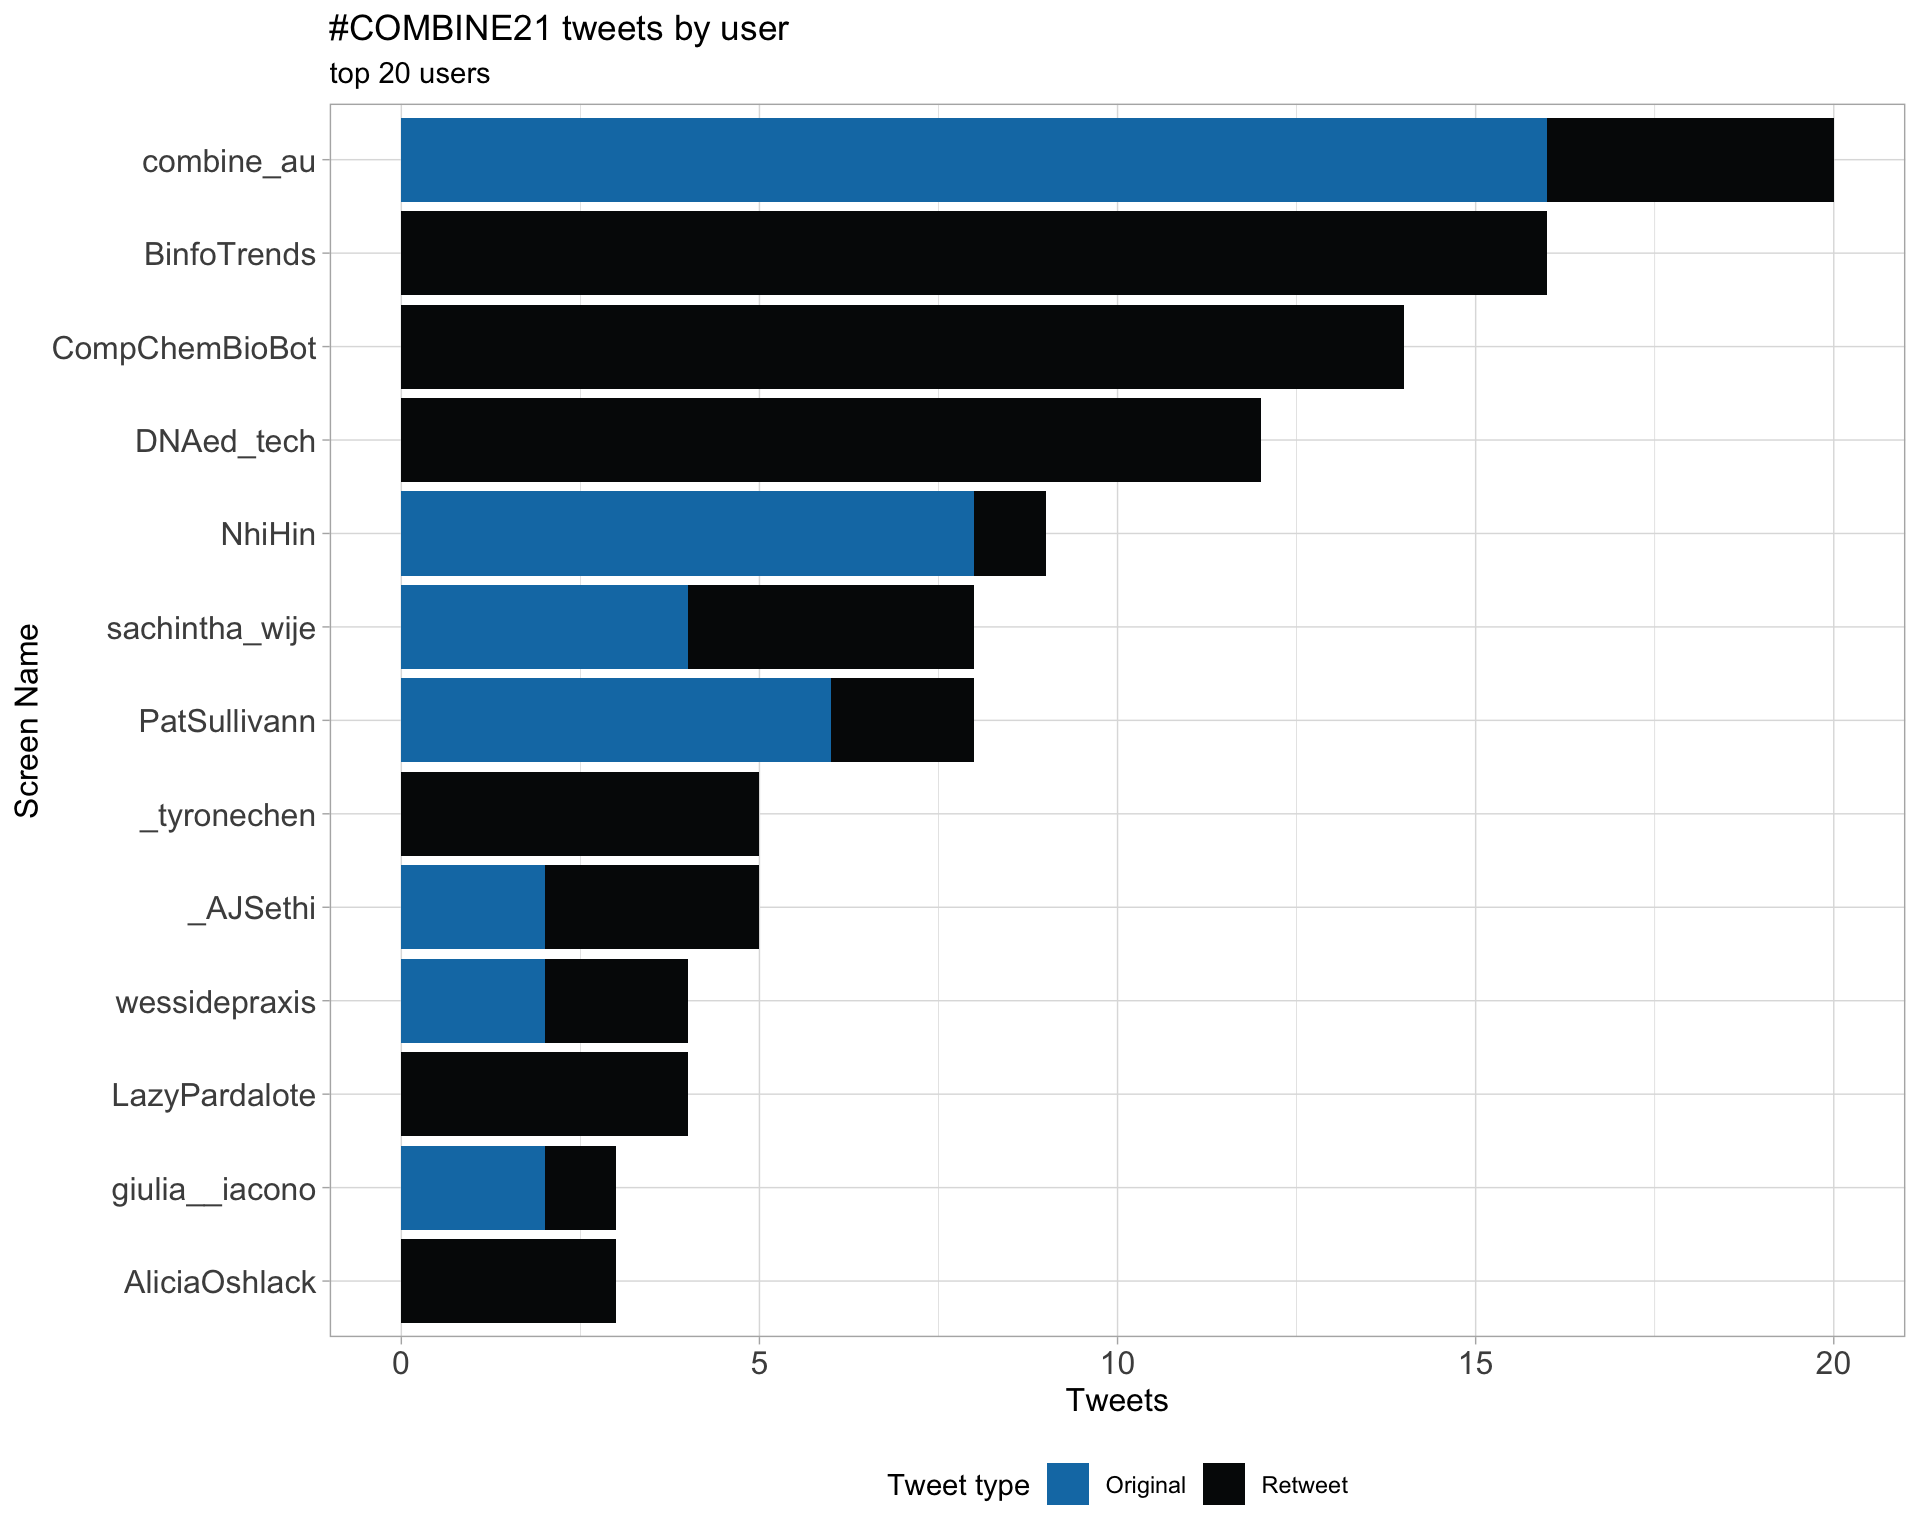 #COMBINE21 tweets by user
top 20 users
Screen Name
combine_au
BinfoTrends
CompChemBioBot
DNAed_tech
NhiHin
sachintha_wije
PatSullivann
_tyronechen
_AJSethi
wessidepraxis
LazyPardalote
giulia__iacono
AliciaOshlack
0 5 10 15 20
Tweets
Tweet type Original Retweet